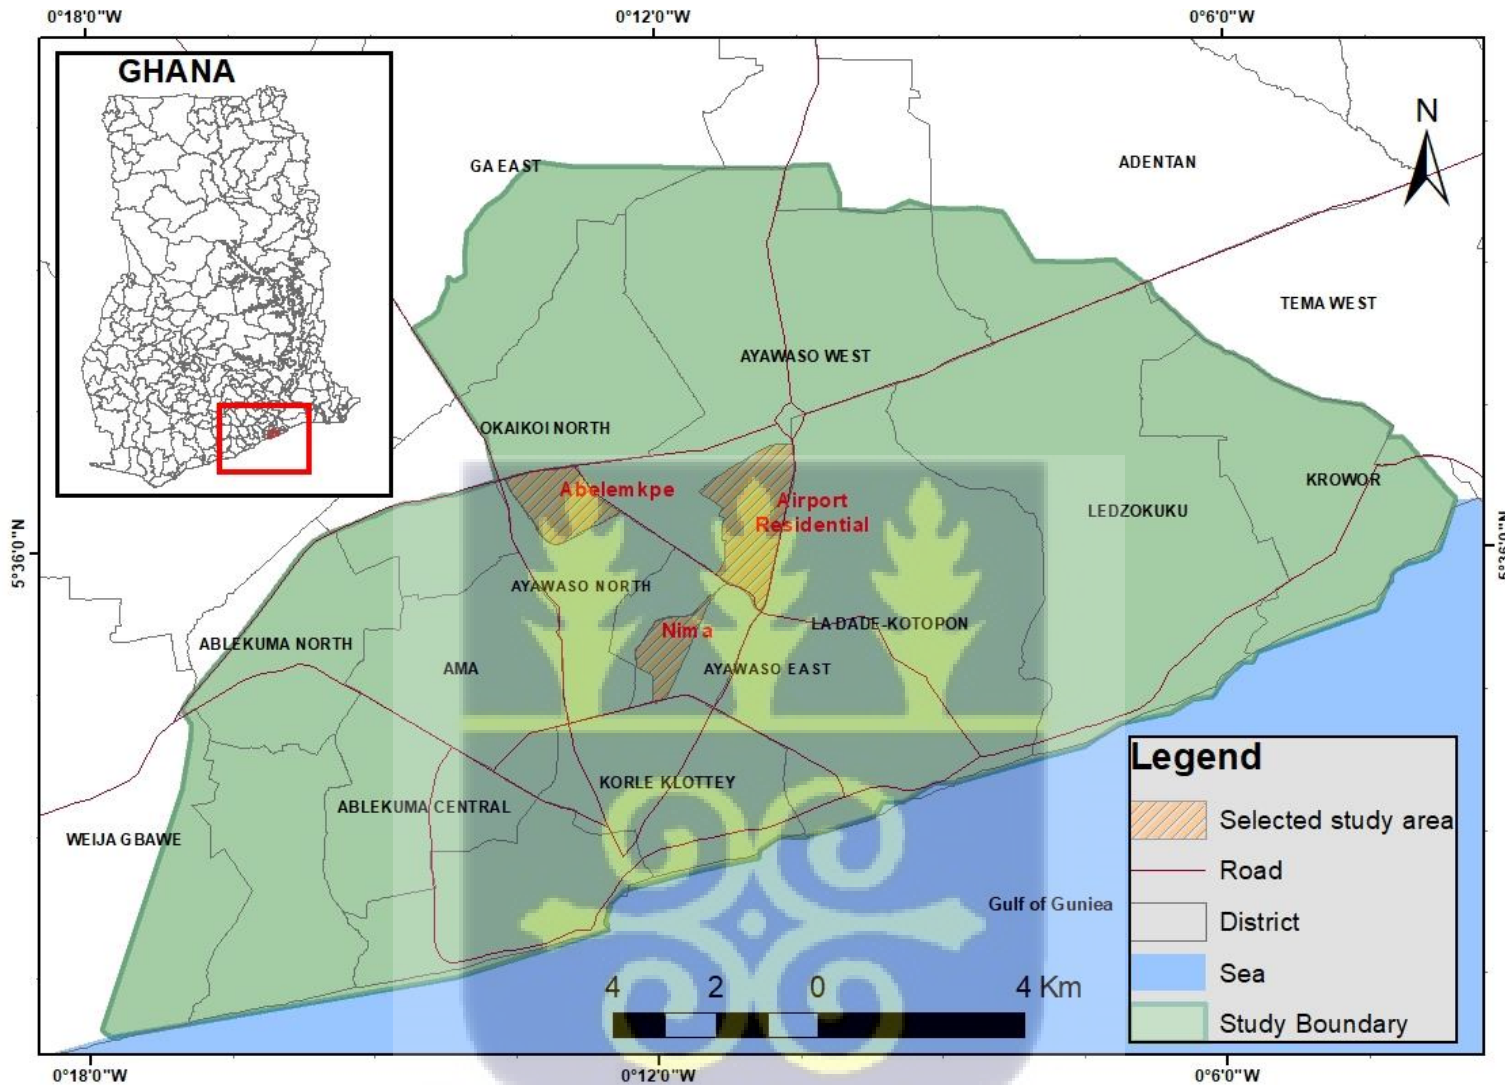 0°18'0"W
0°12'0"W
0°6'0"W
GHANA
N
GA EAST
ADENTAN
TEMA WEST
AYAWASO WEST
OKAIKOI NORTH
KROWOR
Abelemkpe
Airport
Residential
LEDZOKUKU
5°36'0"N
5°36'0"N
AYAWASO NORTH
LA DADE-KOTOPON
Nima
ABLEKUMA NORTH
AMA
AYAWASO EAST
KORLE KLOTTEY
ABLEKUMA CENTRAL
WEIJA GBAWE
Gulf of Guniea
Legend
Selected study area
Road
District
Sea
Study Boundary
4 2 0 4 Km
0°18'0"W
0°12'0"W
0°6'0"W